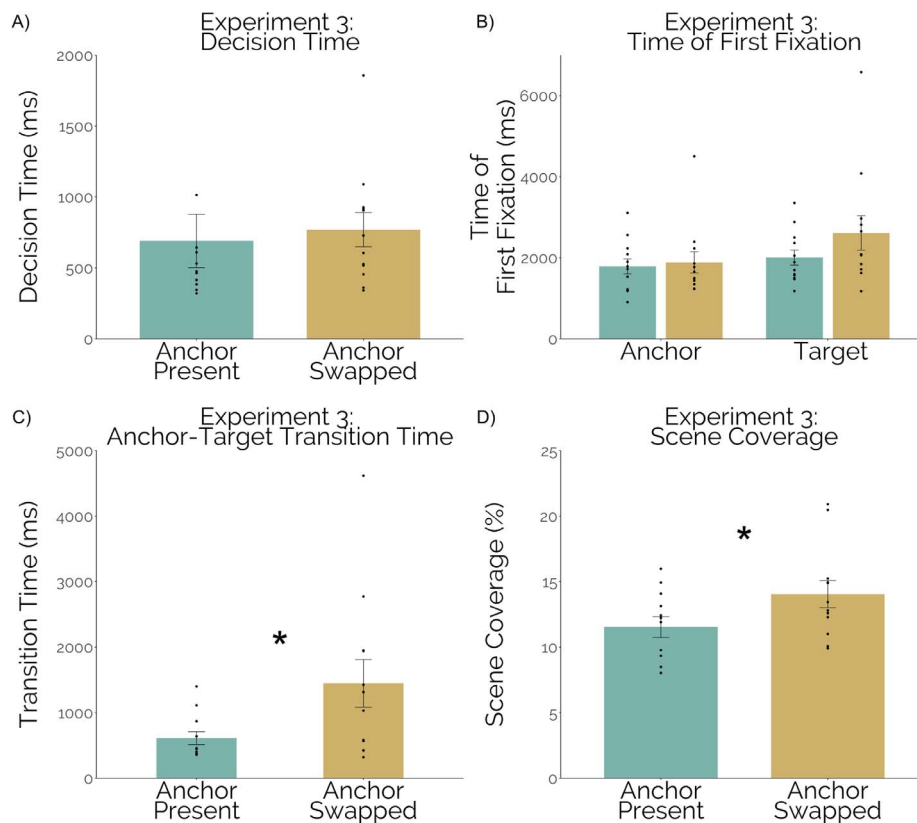 A)
Experiment 3:
Decision Time
Decision Time (ms)
2000
1500
1000
500
0
Anchor
Present
Anchor
Swapped
B)
Experiment 3:
Time of First Fixation
Time of
First Fixation (ms)
6000
4000
2000
0
Anchor
Target
C)
Experiment 3:
Anchor-Target Transition Time
Transition Time (ms)
5000
4000
3000
2000
1000
0
*
Anchor
Present
Anchor
Swapped
D)
Experiment 3:
Scene Coverage
Scene Coverage (%)
25
20
15
10
5
0
*
Anchor
Present
Anchor
Swapped